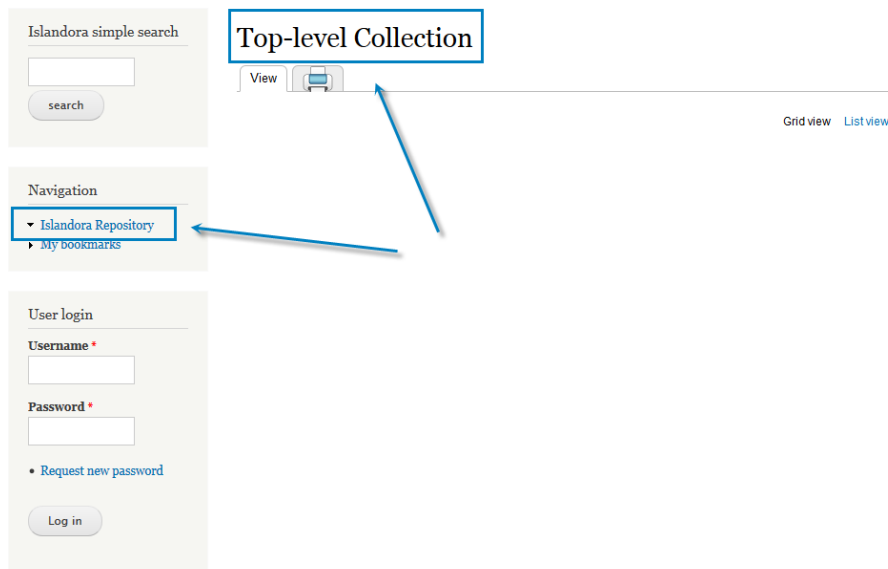 Islandora simple search
search
Top-level Collection
View
Grid view List view
Navigation
Islandora Repository
My bookmarks
User login
Username *
Password *
Request new password
Log in